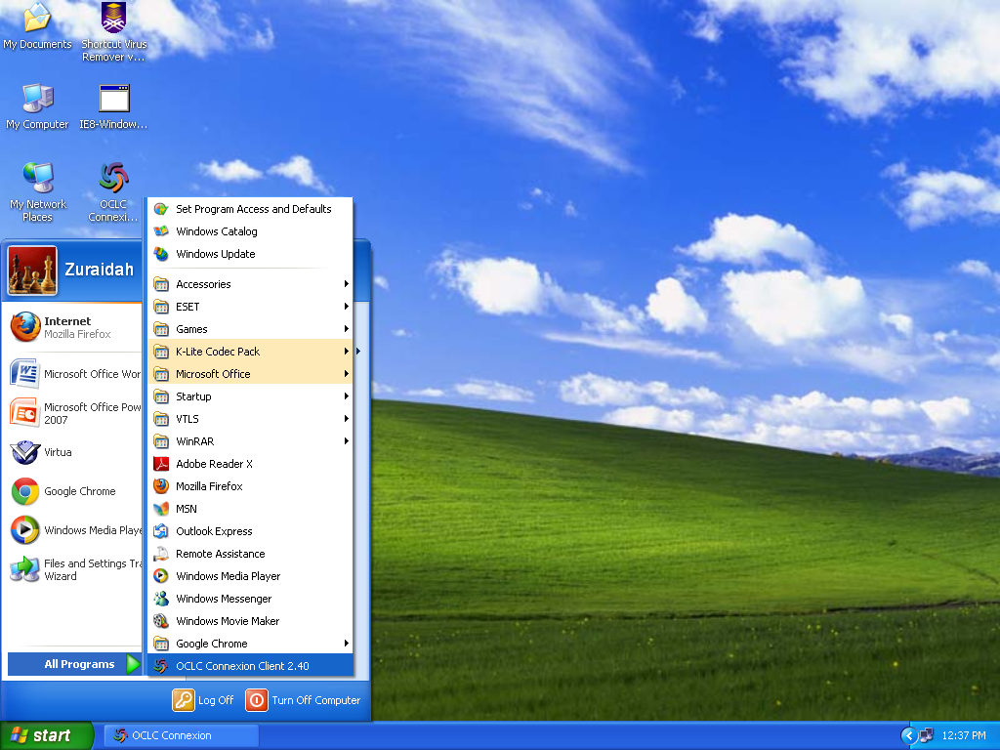 My Documents
Shortcut Virus
Remover v...
My Computer
IE8-Window...
My Network
Places
OCLC
Connexi...
Zuraidah
Internet
Mozilla Firefox
Microsoft Office Wor
Microsoft Office Pow
2007
Virtua
Google Chrome
Windows Media Playe
Files and Settings Tra
Wizard
All Programs
Set Program Access and Defaults
Windows Catalog
Windows Update
Accessories
ESET
Games
K-Lite Codec Pack
Microsoft Office
Startup
VTLS
WinRAR
Adobe Reader X
Mozilla Firefox
MSN
Outlook Express
Remote Assistance
Windows Media Player
Windows Messenger
Windows Movie Maker
Google Chrome
OCLC Connexion Client 2.40
Log Off
Turn Off Computer
start
OCLC Connexion
12:37 PM